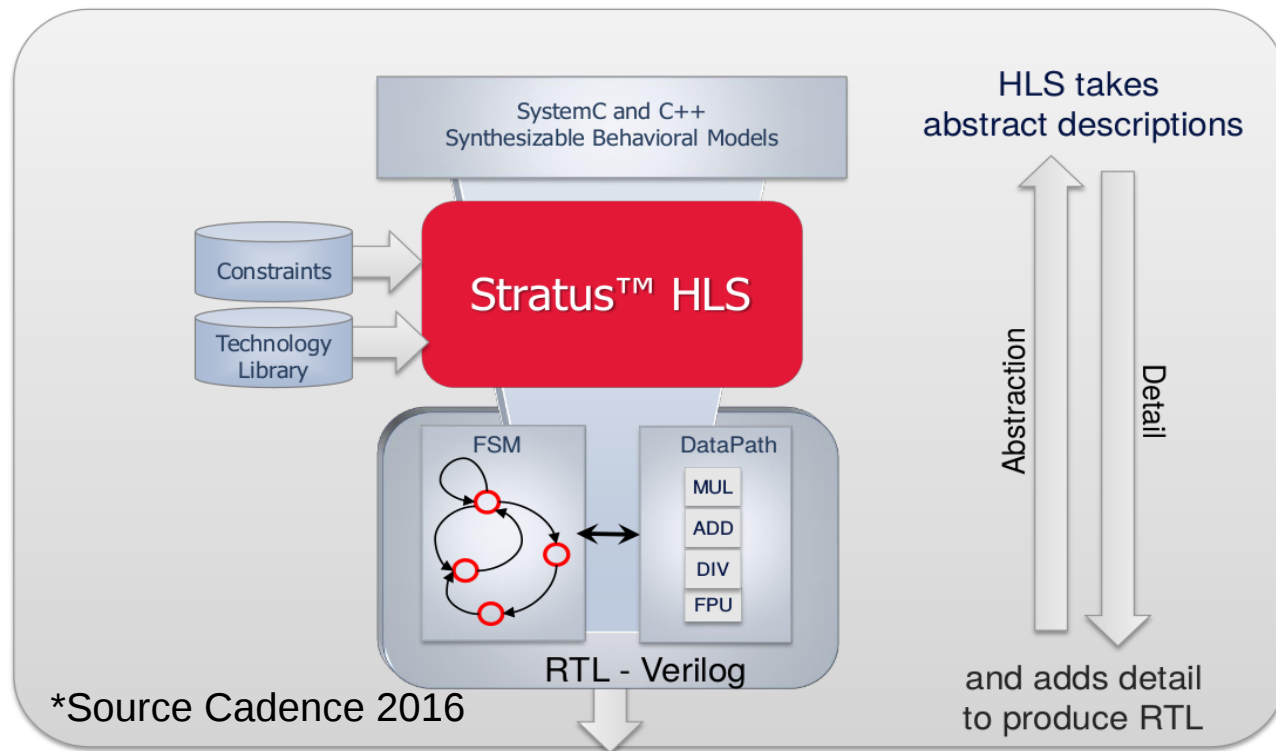 SystemC and C++
Synthesizable Behavioral Models
HLS takes
abstract descriptions
Constraints
Technology
Library
Stratus™ HLS
Abstraction
Detail
FSM
DataPath
MUL
ADD
DIV
FPU
RTL - Verilog
and adds detail
to produce RTL
*Source Cadence 2016